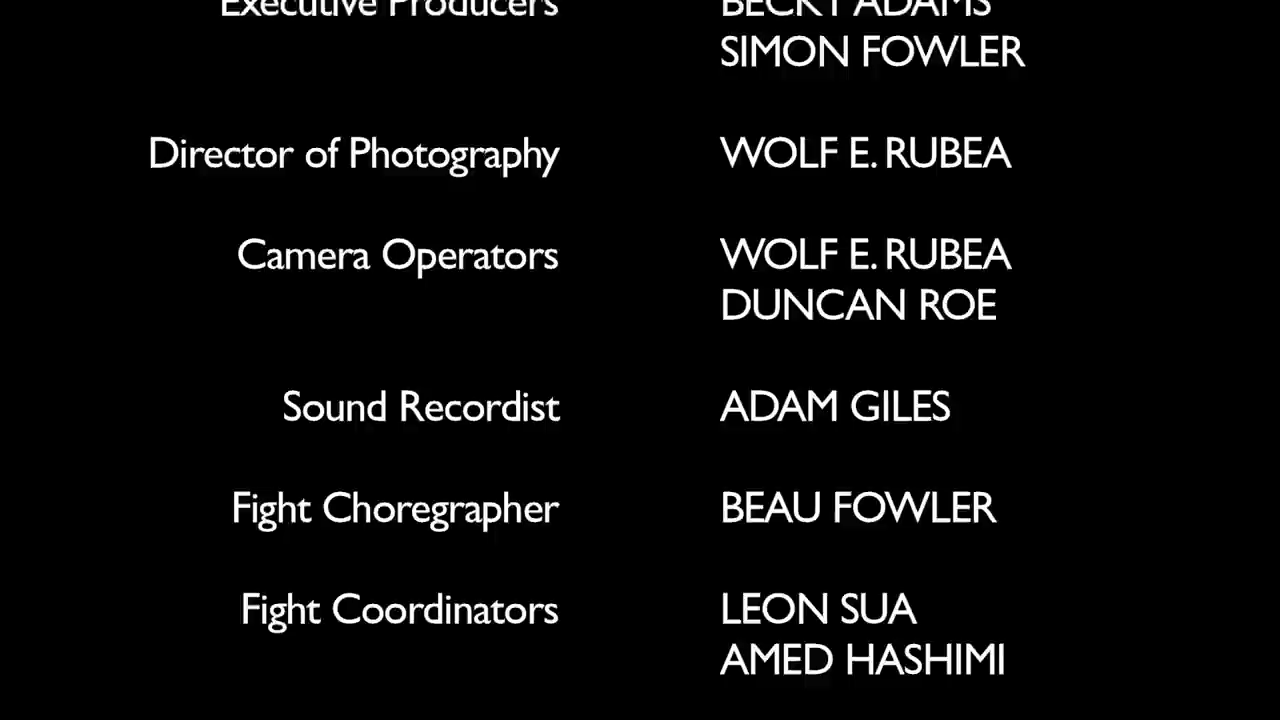 Executive Producers BECKY ADAMS
SIMON FOWLER
Director of Photography WOLF E. RUBEA
Camera Operators WOLF E. RUBEA
DUNCAN ROE
Sound Recordist ADAM GILES
Fight Choregrapher BEAU FOWLER
Fight Coordinators LEON SUA
AMED HASHIMI